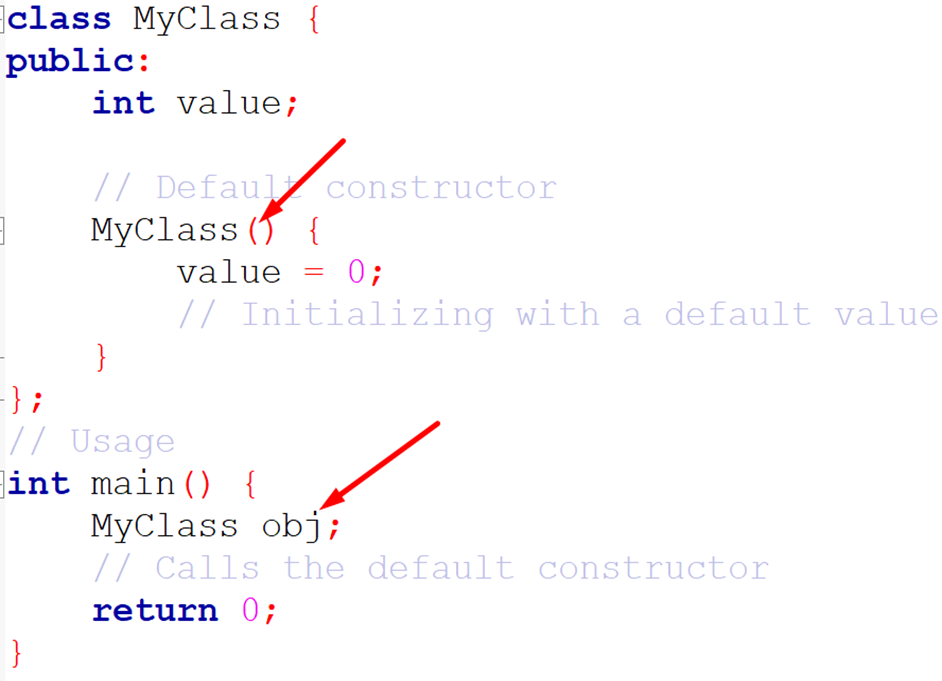 class MyClass {
public:
    int value;

    // Default constructor
    MyClass() {
        value = 0;
        // Initializing with a default value
    }
};
// Usage
int main() {
    MyClass obj;
    // Calls the default constructor
    return 0;
}